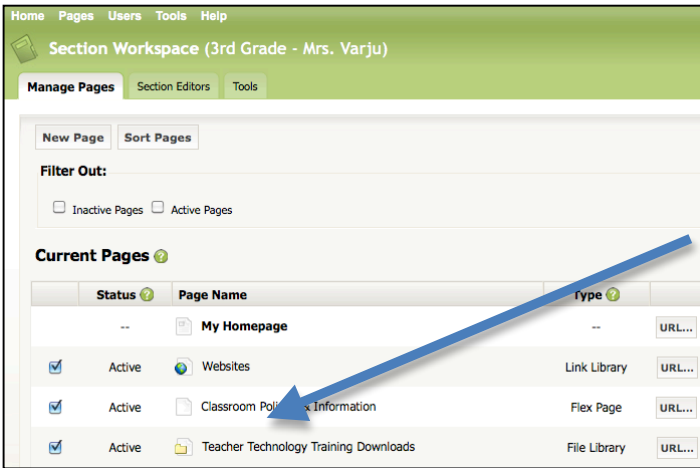 Home Pages Users Tools Help
Section Workspace (3rd Grade - Mrs. Varju)
Manage Pages Section Editors Tools
New Page Sort Pages
Filter Out:
Inactive Pages Active Pages
Current Pages
Status Page Name Type
-- My Homepage -- URL...
Active Websites Link Library URL...
Active Classroom Information Flex Page URL...
Active Teacher Technology Training Downloads File Library URL...